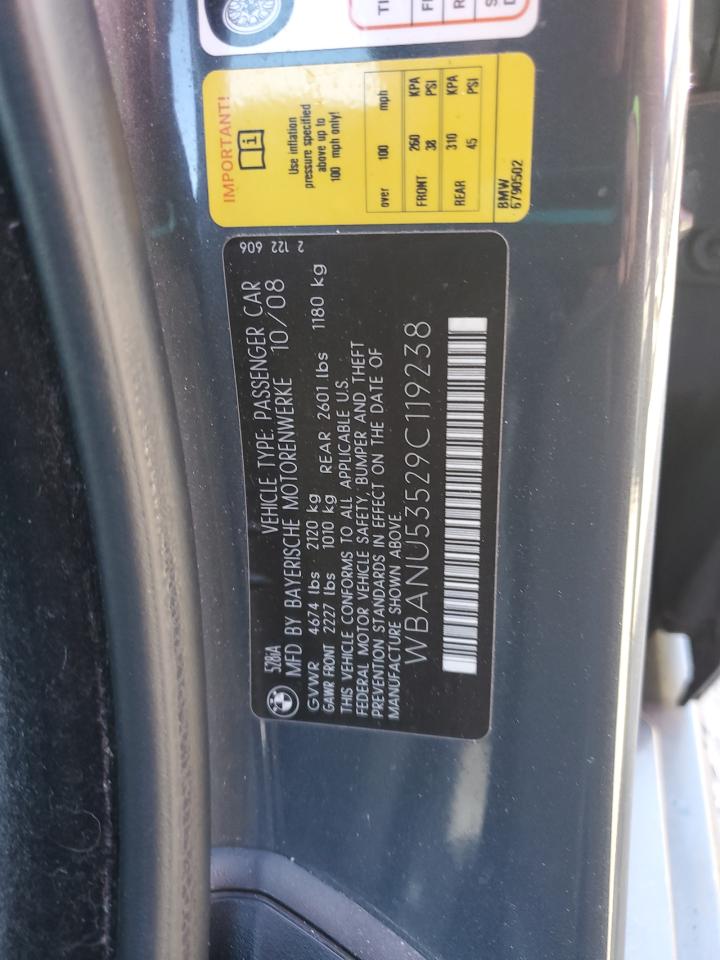 TI
F
R
S
D
IMPORTANT!
i
Use inflation
pressure specified
above up to
100 mph only!
over 100 mph
FRONT 260 KPA
38 PSI
REAR 310 KPA
45 PSI
BMW
6790502
2 122 606
528iA VEHICLE TYPE: PASSENGER CAR
MFD BY BAYERISCHE MOTORENWERKE 10/08
GVWR 4674 lbs 2120 kg
GAWR FRONT 2227 lbs 1010 kg REAR 2601 lbs 1180 kg
THIS VEHICLE CONFORMS TO ALL APPLICABLE U.S.
FEDERAL MOTOR VEHICLE SAFETY, BUMPER AND THEFT
PREVENTION STANDARDS IN EFFECT ON THE DATE OF
MANUFACTURE SHOWN ABOVE.
WBANU53529C119238